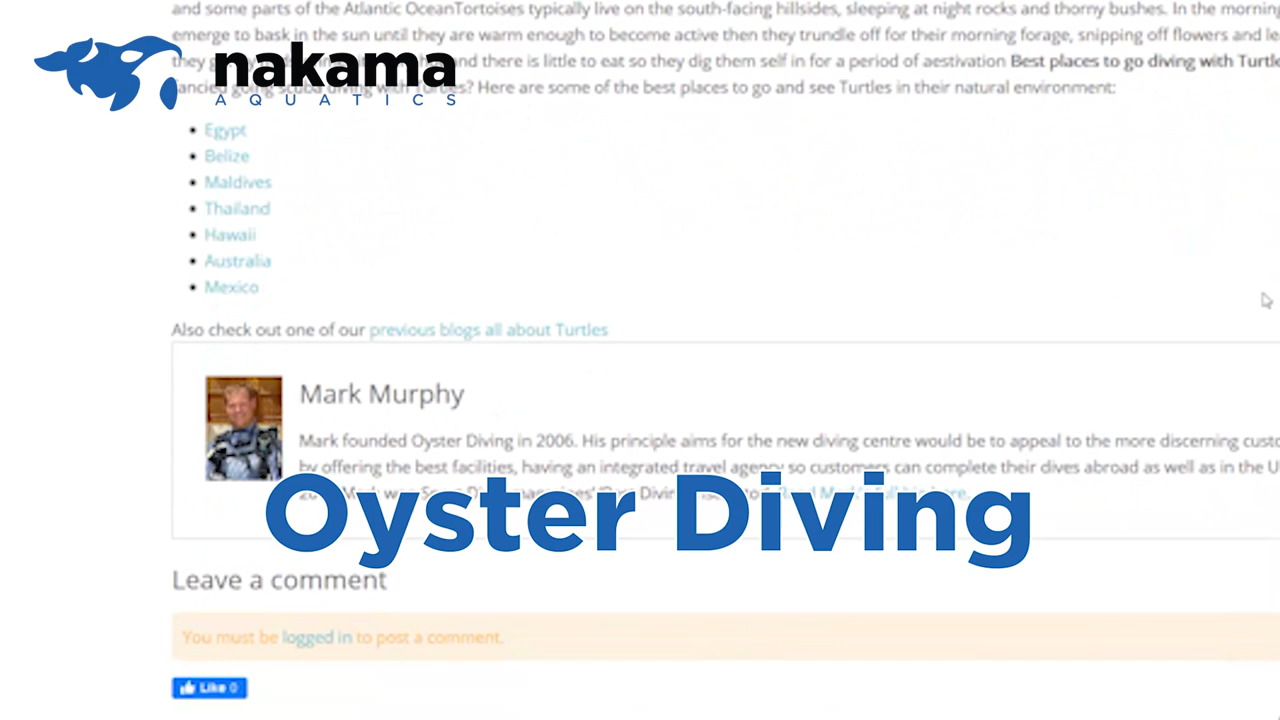 and some parts of the Atlantic OceanTortoises typically live on the south-facing hillsides, sleeping at night rocks and thorny bushes. In the morning
emerge to bask in the sun until they are warm enough to become active then they trundle off for their morning forage, snipping off flowers and le
nakama
AQUATICS
they and there is little to eat so they dig them self in for a period of aestivation Best places to go diving with Turtle
fancied going scuba diving with Turtles? Here are some of the best places to go and see Turtles in their natural environment:
Egypt
Belize
Maldives
Thailand
Hawaii
Australia
Mexico
Also check out one of our previous blogs all about Turtles
Mark Murphy
Mark founded Oyster Diving in 2006. His principle aims for the new diving centre would be to appeal to the more discerning custo
by offering the best facilities, having an integrated travel agency so customers can complete their dives abroad as well as in the U
Oyster Diving
Leave a comment
You must be logged in to post a comment.
Like 0